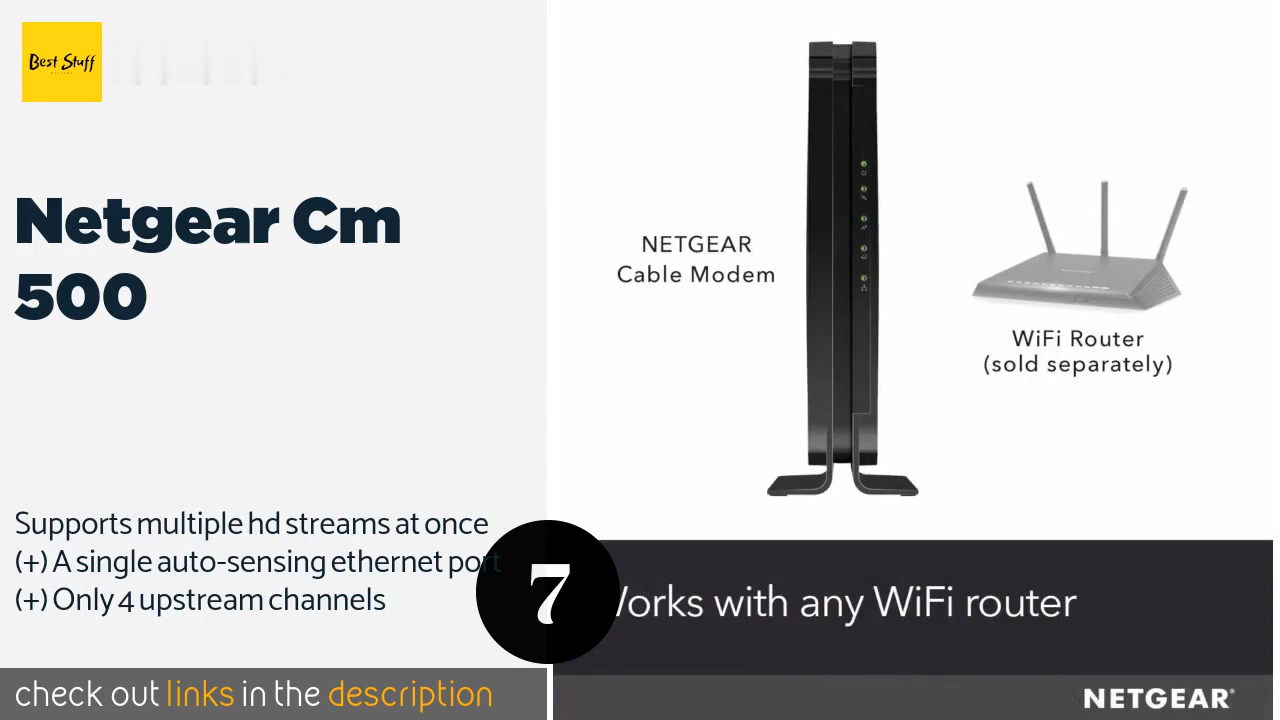 Best Stuff
Netgear Cm
500
Supports multiple hd streams at once
(+) A single auto-sensing ethernet port
(+) Only 4 upstream channels
check out links in the description
7
NETGEAR
Cable Modem
WiFi Router
(sold separately)
Works with any WiFi router
NETGEAR®